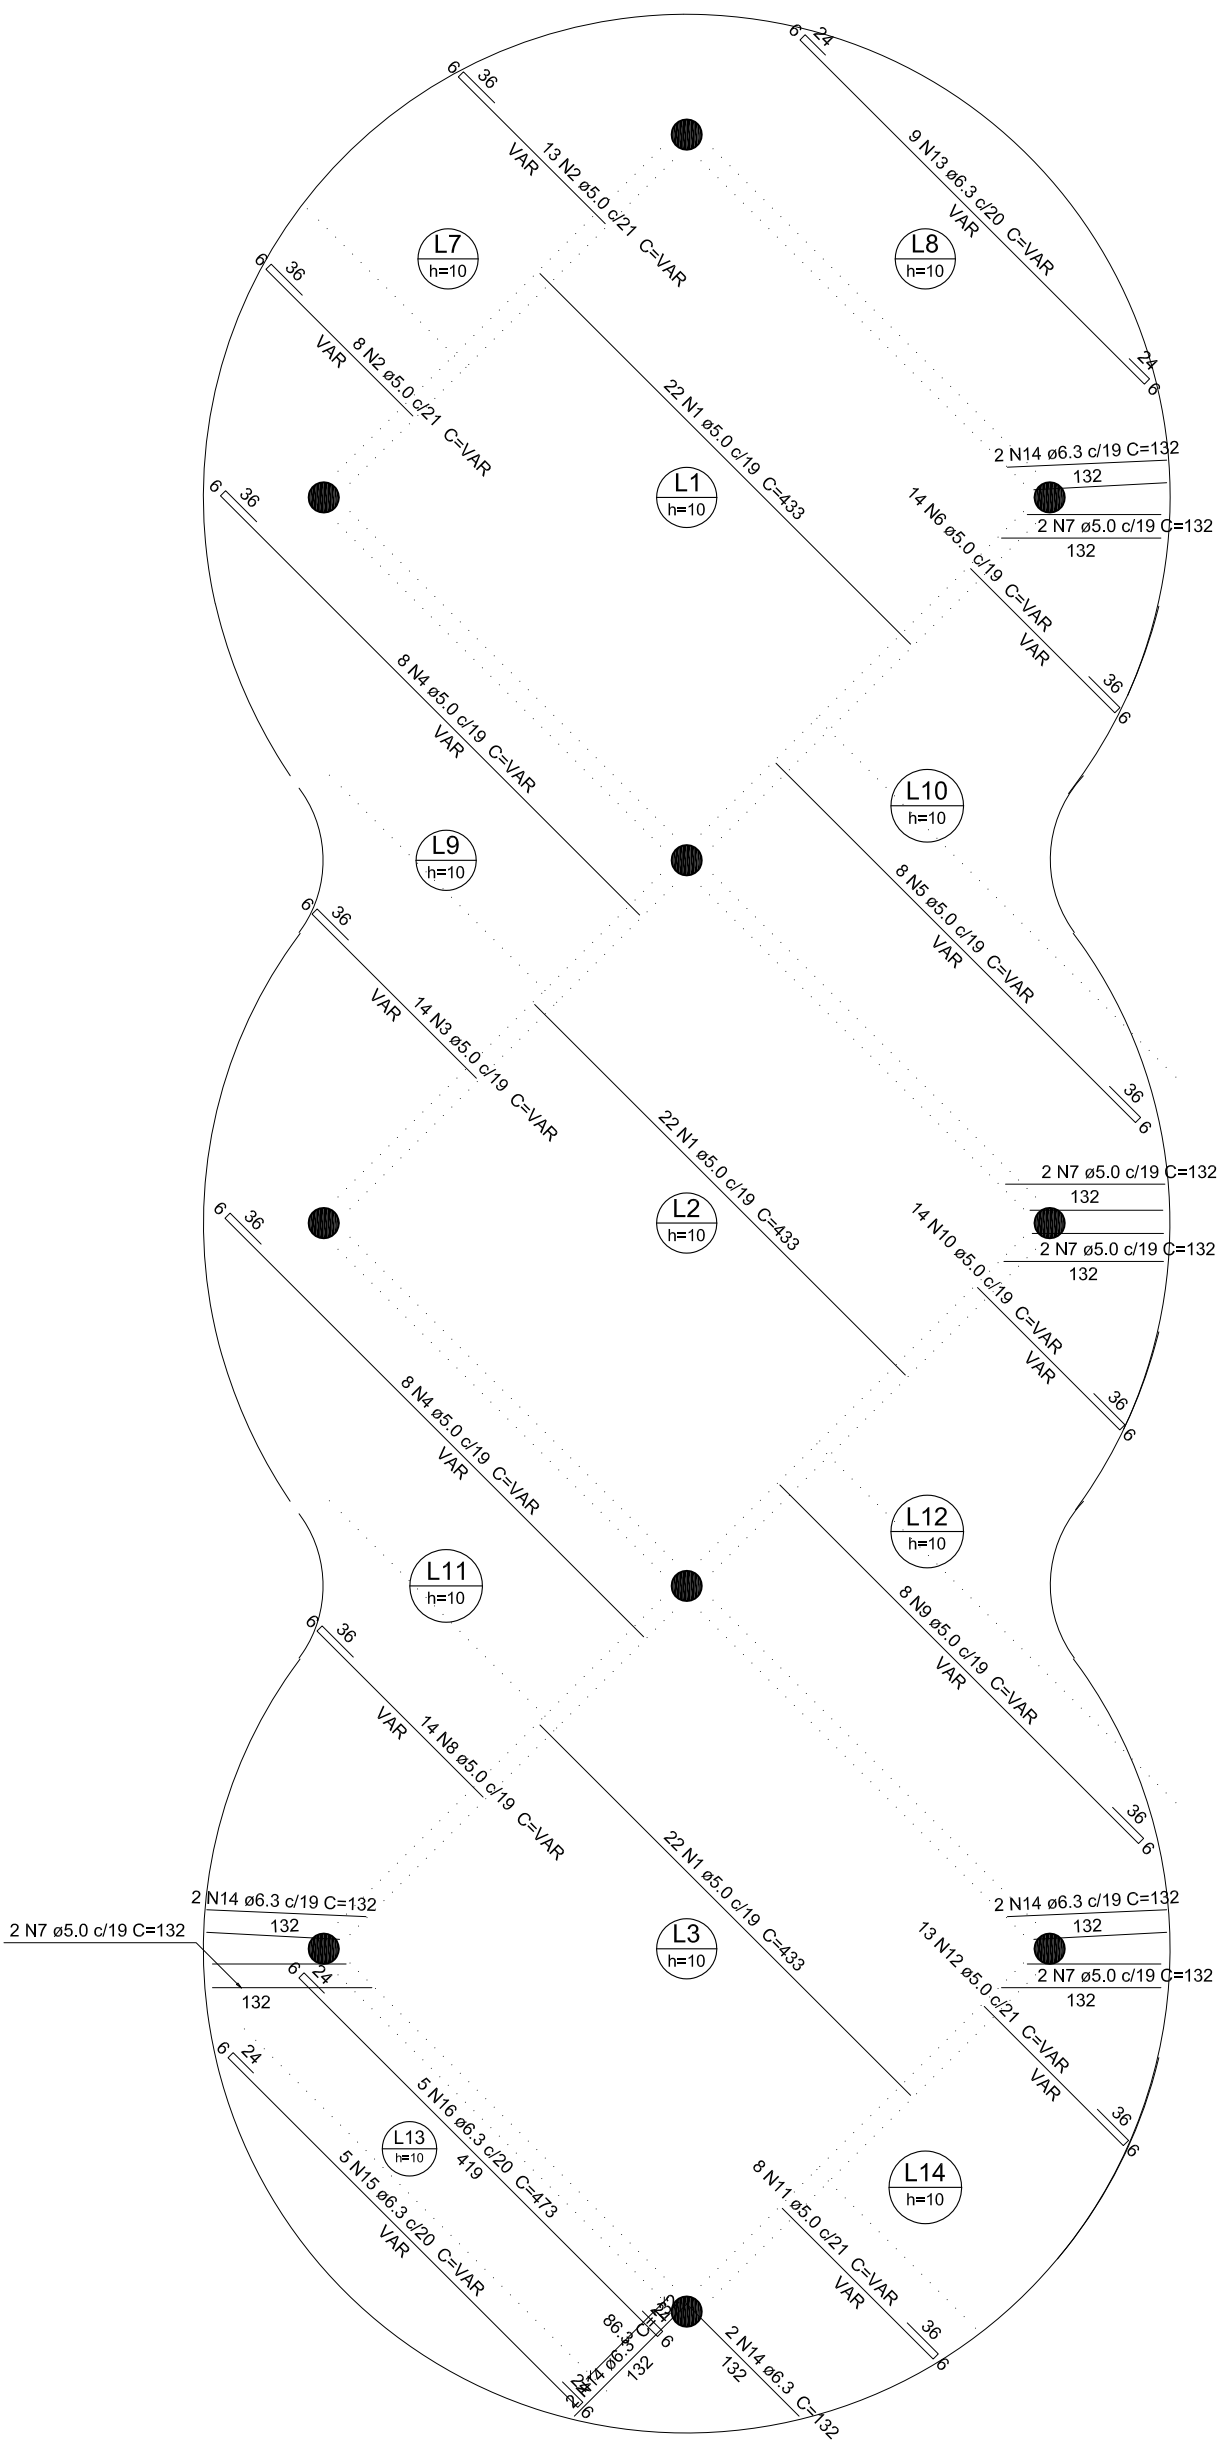 6
24
6
36
13 N2 ø5.0 c/21 C=VAR
VAR
9 N13 ø6.3 c/20 C=VAR
VAR
L7
h=10
L8
h=10
6
36
8 N2 ø5.0 c/21 C=VAR
VAR
24
6
22 N1 ø5.0 c/19 C=433
2 N14 ø6.3 c/19 C=132
132
L1
h=10
6
36
14 N6 ø5.0 c/19 C=VAR
VAR
2 N7 ø5.0 c/19 C=132
132
8 N4 ø5.0 c/19 C=VAR
VAR
36
6
L10
h=10
L9
h=10
8 N5 ø5.0 c/19 C=VAR
VAR
6
36
14 N3 ø5.0 c/19 C=VAR
VAR
36
6
22 N1 ø5.0 c/19 C=433
2 N7 ø5.0 c/19 C=132
132
L2
h=10
6
36
14 N10 ø5.0 c/19 C=VAR
VAR
2 N7 ø5.0 c/19 C=132
132
8 N4 ø5.0 c/19 C=VAR
VAR
36
6
L12
h=10
L11
h=10
8 N9 ø5.0 c/19 C=VAR
VAR
6
36
14 N8 ø5.0 c/19 C=VAR
VAR
36
6
22 N1 ø5.0 c/19 C=433
2 N14 ø6.3 c/19 C=132
132
2 N14 ø6.3 c/19 C=132
132
2 N7 ø5.0 c/19 C=132
132
L3
h=10
13 N12 ø5.0 c/21 C=VAR
VAR
2 N7 ø5.0 c/19 C=132
132
6
24
5 N16 ø6.3 c/20 C=473
419
6
24
5 N15 ø6.3 c/20 C=VAR
VAR
L13
h=10
36
6
L14
h=10
8 N11 ø5.0 c/21 C=VAR
VAR
36
6
6
132
2 N14 ø6.3 C=132
132
6